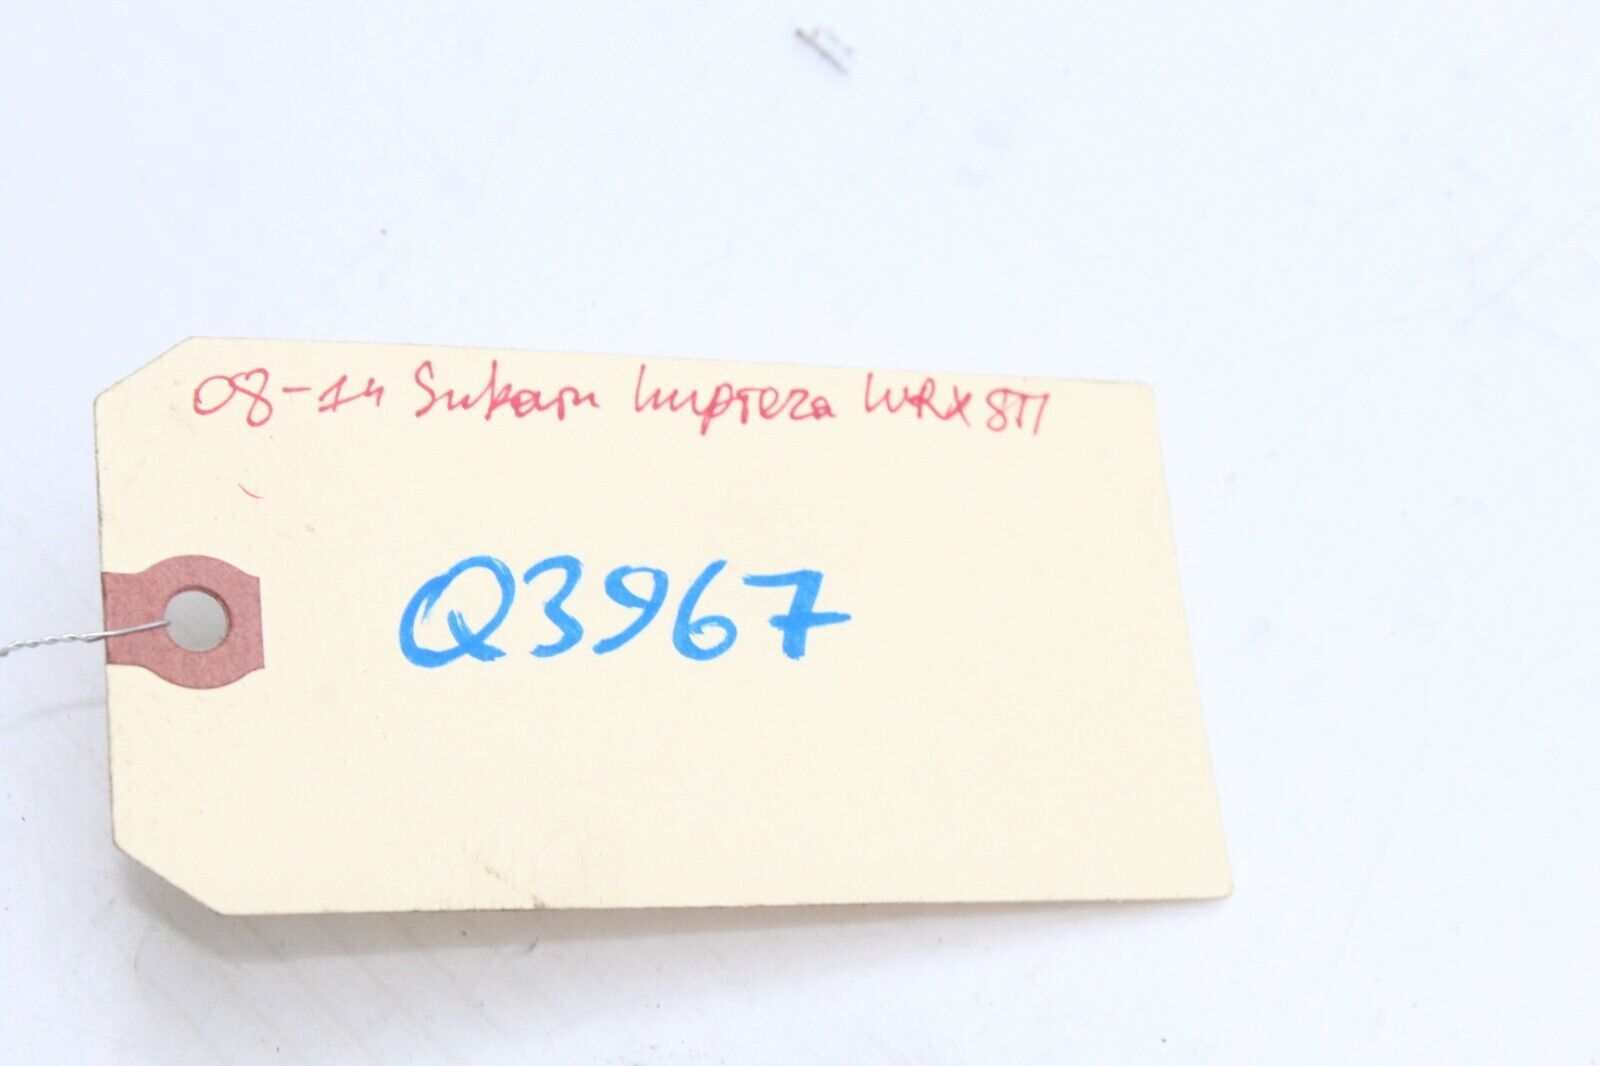 08-14 Subaru Impreza WRX STI
Q3967